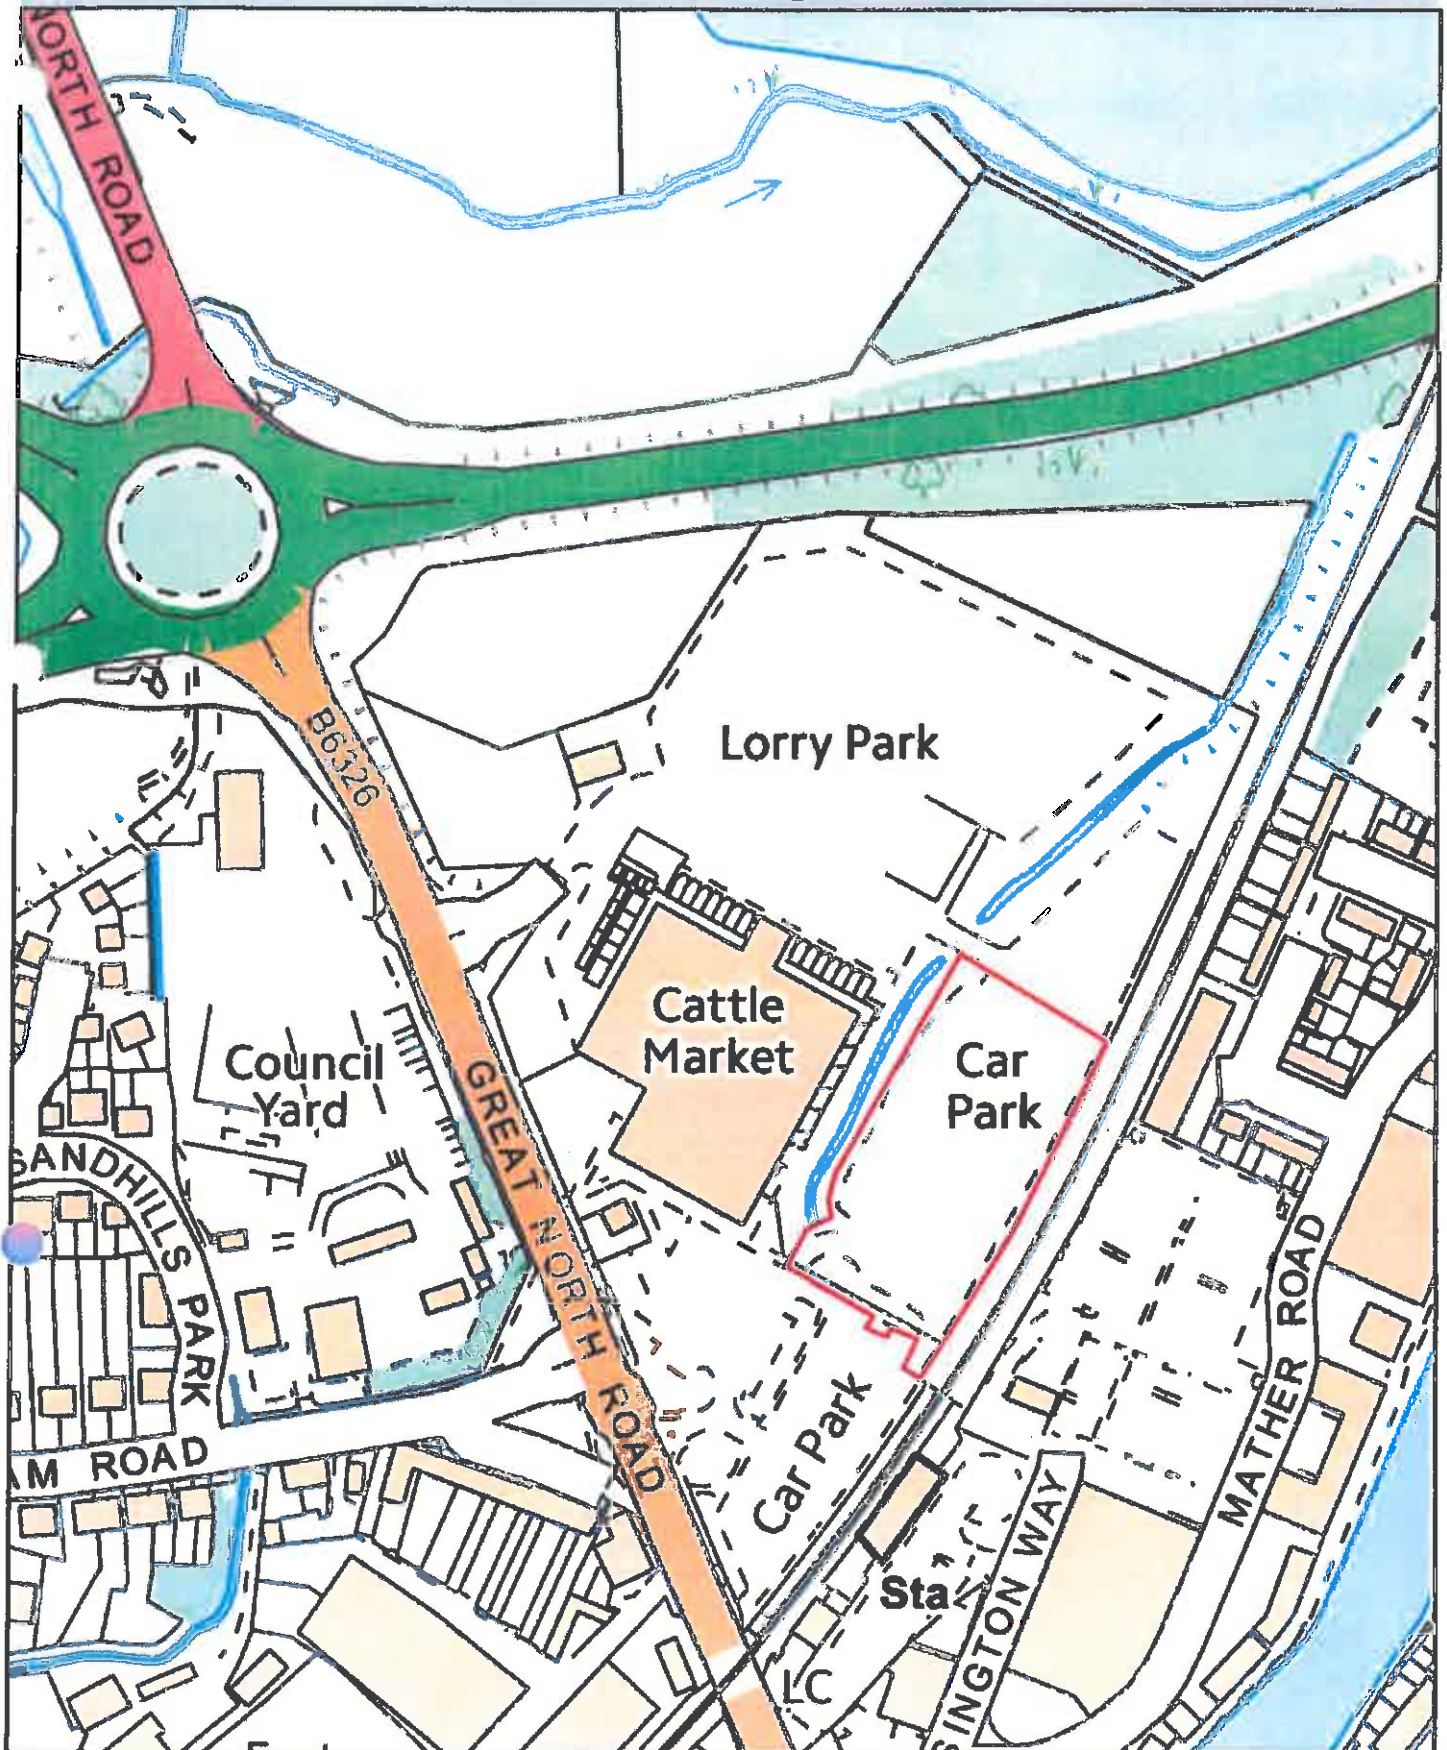 NORTH ROAD
B6326
Lorry Park
Cattle
Market
Car
Park
Council
Yard
GREAT NORTH ROAD
SANDHILLS PARK
AM ROAD
Car Park
MATHER ROAD
Sta
SINGTON WAY
LC